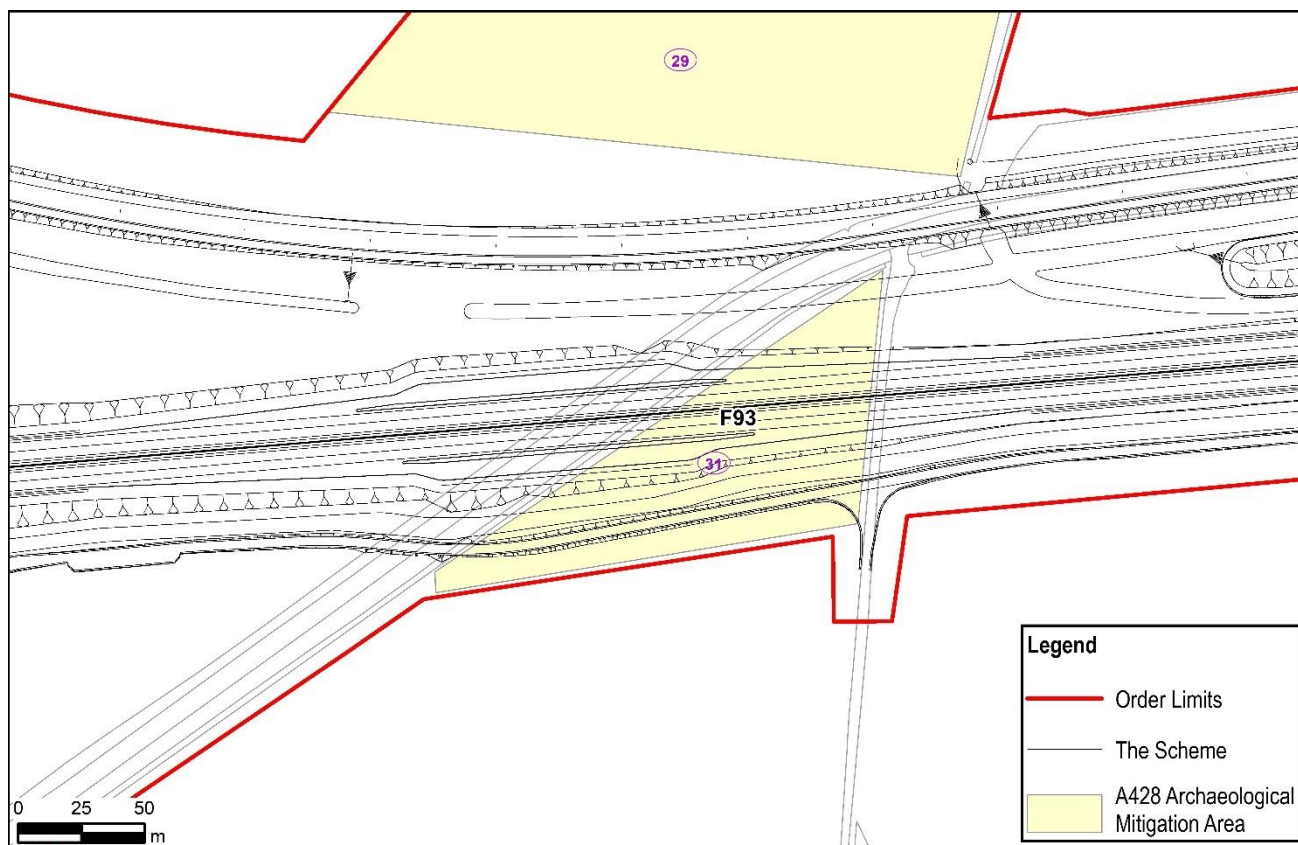 29
F93
31
Legend
Order Limits
The Scheme
A428 Archaeological
Mitigation Area
0 25 50
m